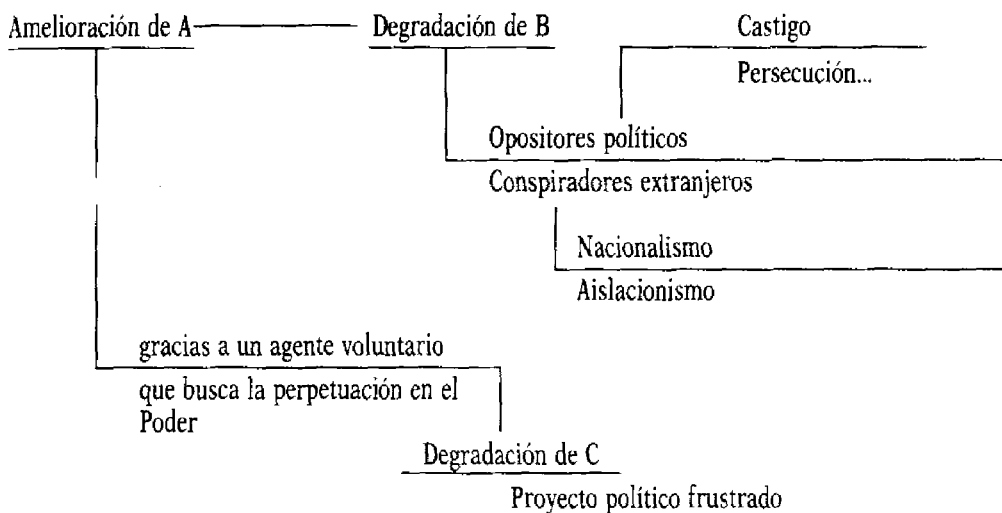 Amelioración de A
Degradación de B
Castigo
Persecución...
Opositores políticos
Conspiradores extranjeros
Nacionalismo
Aislacionismo
gracias a un agente voluntario
que busca la perpetuación en el
Poder
Degradación de C
Proyecto político frustrado